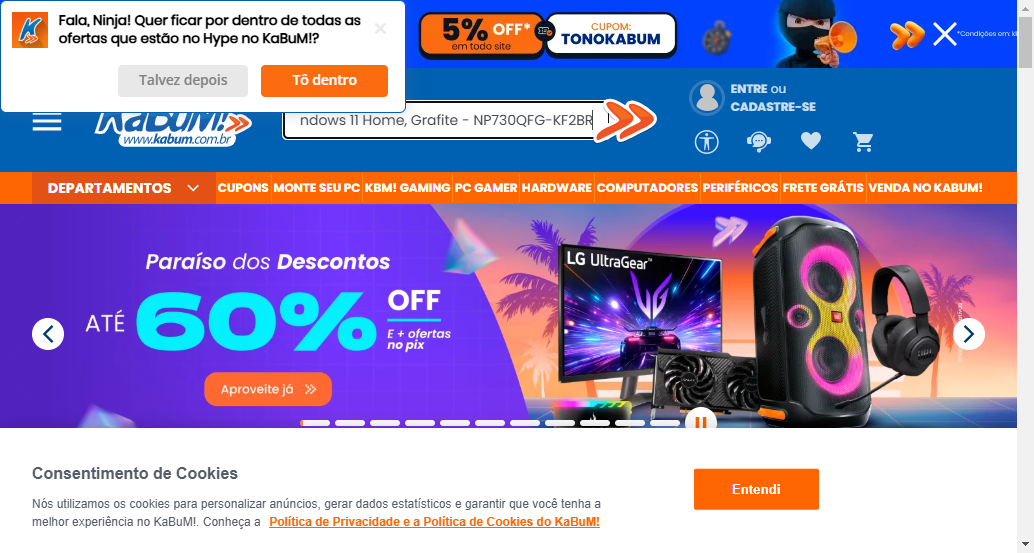 Fala, Ninja! Quer ficar por dentro de todas as
ofertas que estão no Hype no KaBuM!?
Talvez depois
Tô dentro
5% OFF*
em todo site
CUPOM:
TONOKABUM
*Condições em: k
KaBuM!
www.kabum.com.br
ndows 11 Home, Grafite - NP730QFG-KF2BR
ENTRE ou
CADASTRE-SE
DEPARTAMENTOS
CUPONS
MONTE SEU PC
KBM! GAMING
PC GAMER
HARDWARE
COMPUTADORES
PERIFÉRICOS
FRETE GRÁTIS
VENDA NO KABUM!
Paraíso dos Descontos
ATÉ 60% OFF
E + ofertas
no pix
Aproveite já
LG UltraGear™
JBL
Consentimento de Cookies
Nós utilizamos os cookies para personalizar anúncios, gerar dados estatísticos e garantir que você tenha a
melhor experiência no KaBuM!. Conheça a Política de Privacidade e a Política de Cookies do KaBuM!
Entendi